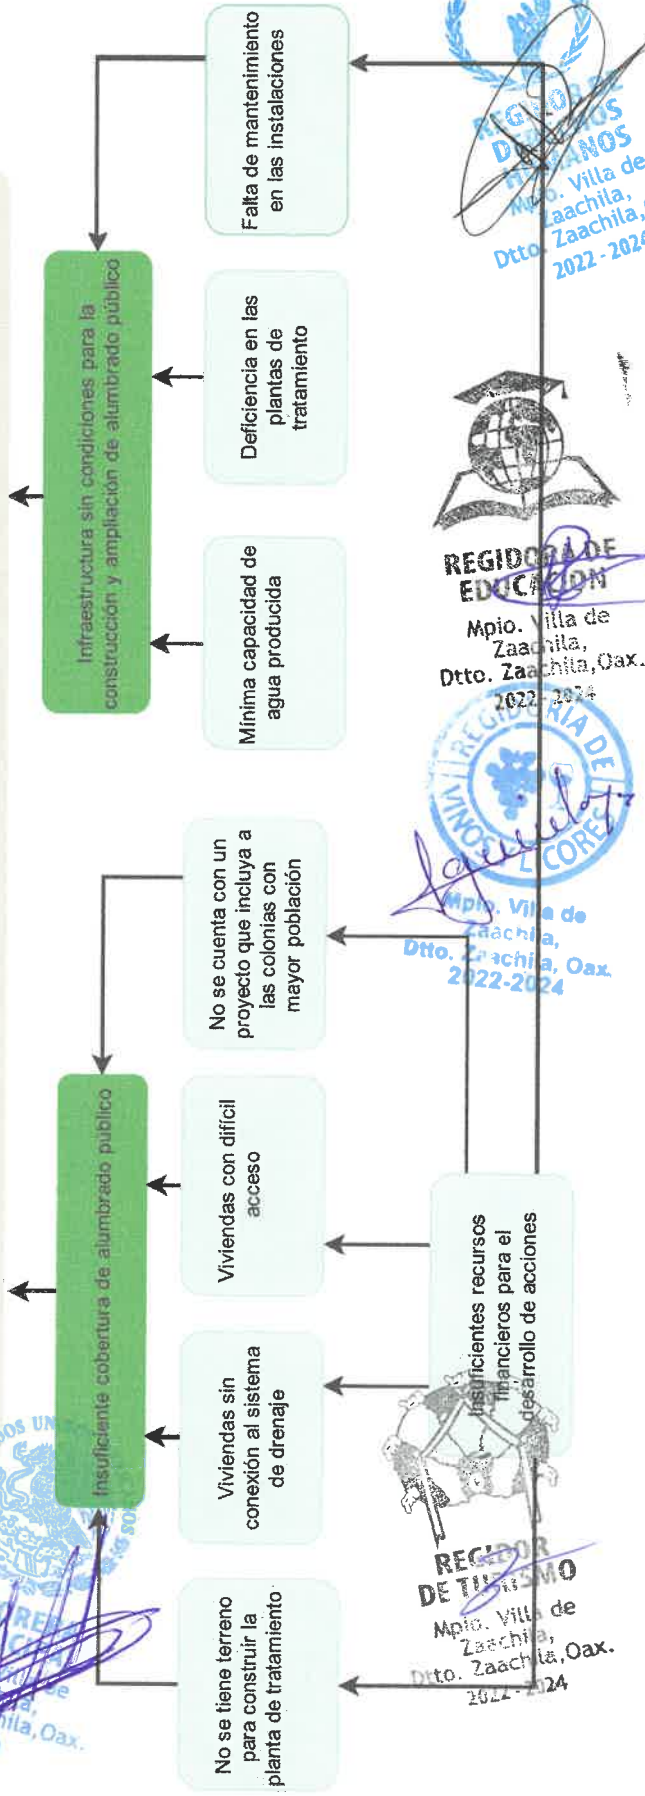 Insuficiente cobertura de alumbrado público
Infraestructura sin condiciones para la
construcción y ampliación de alumbrado público
No se tiene terreno
para construir la
planta de tratamiento
Viviendas sin
conexión al sistema
de drenaje
Viviendas con difícil
acceso
No se cuenta con un
proyecto que incluya a
las colonias con
mayor población
Mínima capacidad de
agua producida
Deficiencia en las
plantas de
tratamiento
Falta de mantenimiento
en las instalaciones
Insuficientes recursos
financieros para el
desarrollo de acciones
REGIDOR
DE TURISMO
Mpio. Villa de
Zaachila,
Dtto. Zaachila, Oax.
2022-2024
REGIDURIA DE
Mpio. Villa de
Zaachila,
Dtto. Zaachila, Oax.
2022-2024
REGIDORA DE
EDUCACION
Mpio. Villa de
Zaachila,
Dtto. Zaachila, Oax.
2022-2024
REGIDOR DE
DERECHOS
HUMANOS
Mpio. Villa de
Zaachila,
Dtto. Zaachila,
2022-2024